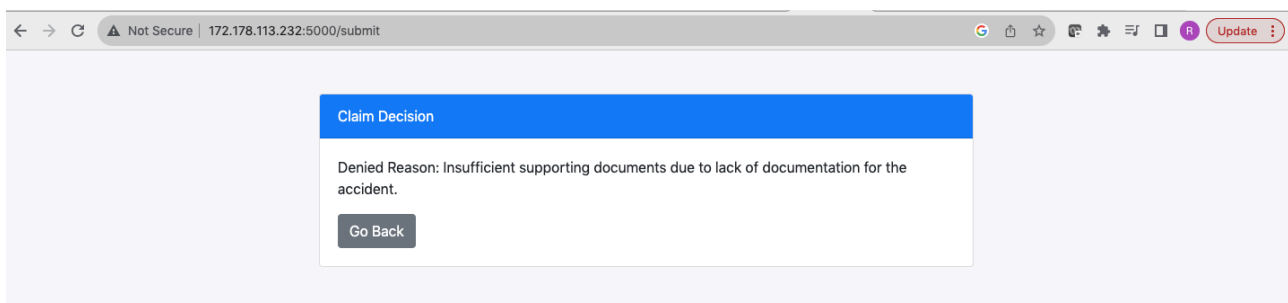 Not Secure 172.178.113.232:5000/submit
R
Update
Claim Decision
Denied Reason: Insufficient supporting documents due to lack of documentation for the
accident.
Go Back